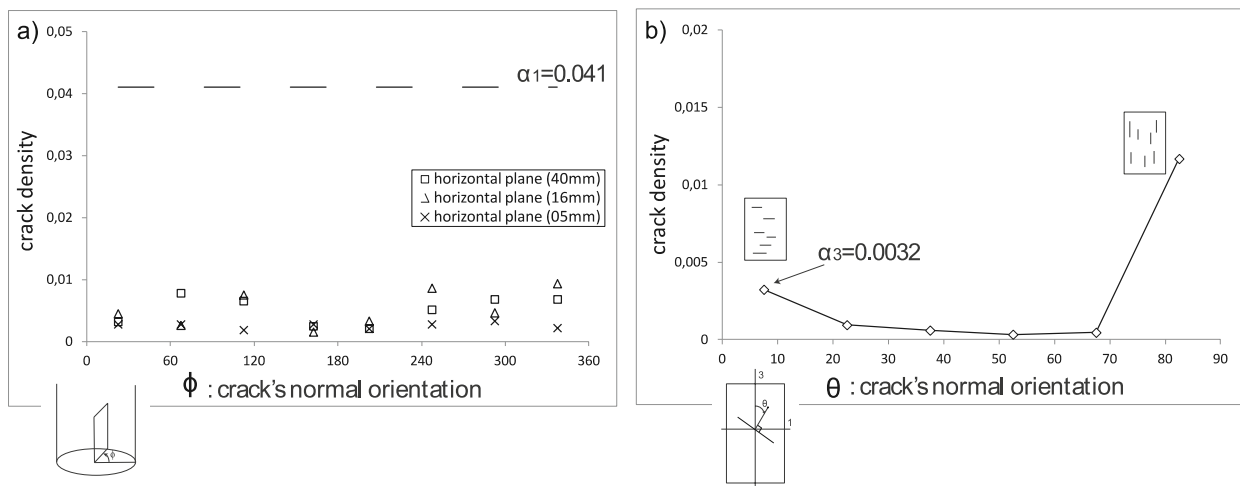 a)
0,05
0,04
0,03
0,02
0,01
0
crack density
α1=0.041
horizontal plane (40mm)
horizontal plane (16mm)
horizontal plane (05mm)
0 60 120 180 240 300 360
ϕ : crack's normal orientation
ϕ
b)
0,02
0,015
0,01
0,005
0
crack density
α3=0.0032
0 10 20 30 40 50 60 70 80 90
θ : crack's normal orientation
3
θ
1